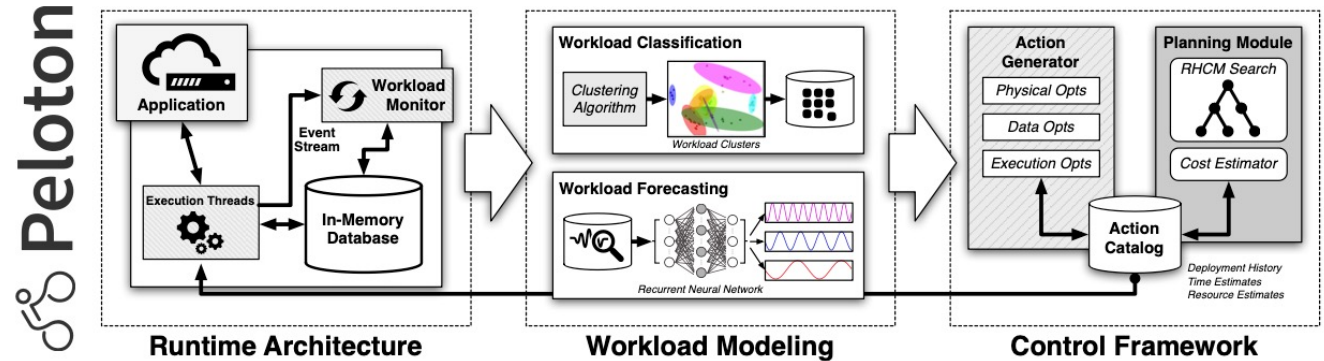 Peloton
Application
Workload
Monitor
Event
Stream
Execution Threads
In-Memory
Database
Runtime Architecture
Workload Classification
Clustering
Algorithm
Workload Clusters
Workload Forecasting
Recurrent Neural Network
Workload Modeling
Action
Generator
Physical Opts
Data Opts
Execution Opts
Planning Module
RHCM Search
Cost Estimator
Action
Catalog
Deployment History
Time Estimates
Resource Estimates
Control Framework